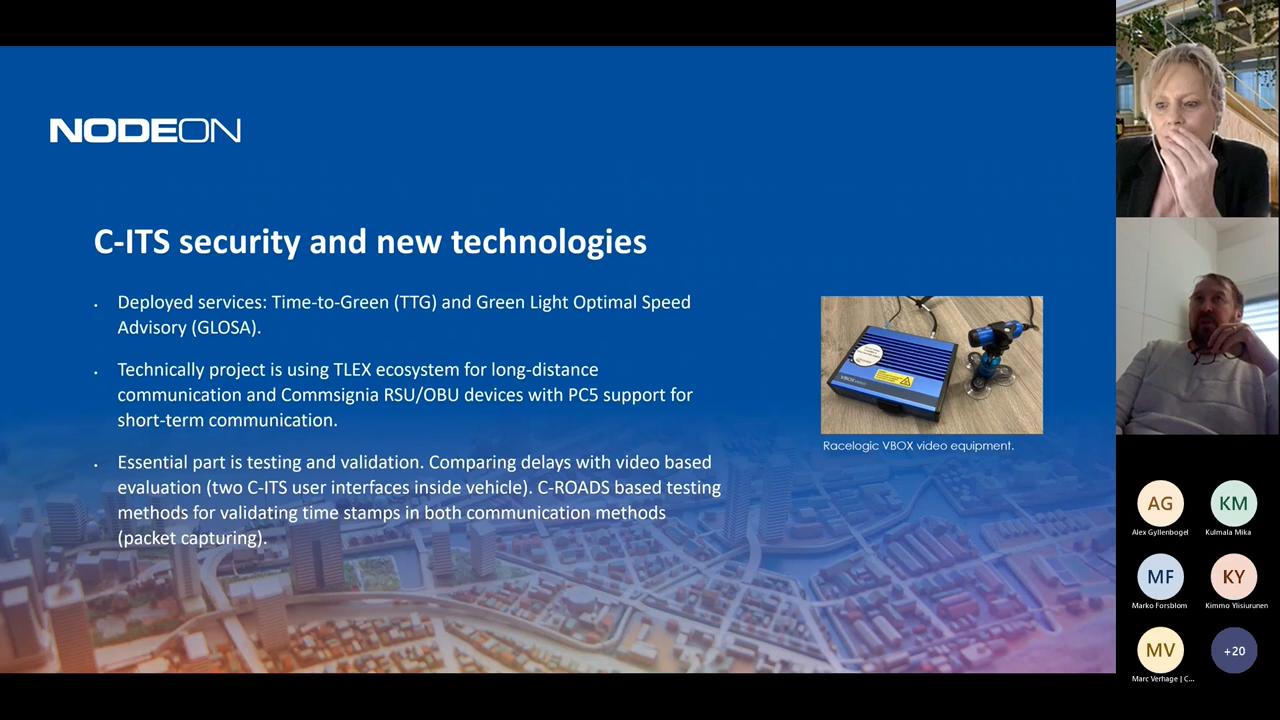 NODEON
C-ITS security and new technologies
• Deployed services: Time-to-Green (TTG) and Green Light Optimal Speed
Advisory (GLOSA).
• Technically project is using TLEX ecosystem for long-distance
communication and Commsignia RSU/OBU devices with PC5 support for
short-term communication.
• Essential part is testing and validation. Comparing delays with video based
evaluation (two C-ITS user interfaces inside vehicle). C-ROADS based testing
methods for validating time stamps in both communication methods
(packet capturing).
VBOX
Racelogic VBOX video equipment.
AG
KM
Alex Gyllenbogel
Kulmala Mika
MF
KY
Marko Forsblom
Kimmo Ylisiurunen
MV
+20
Marc Verhage | C...